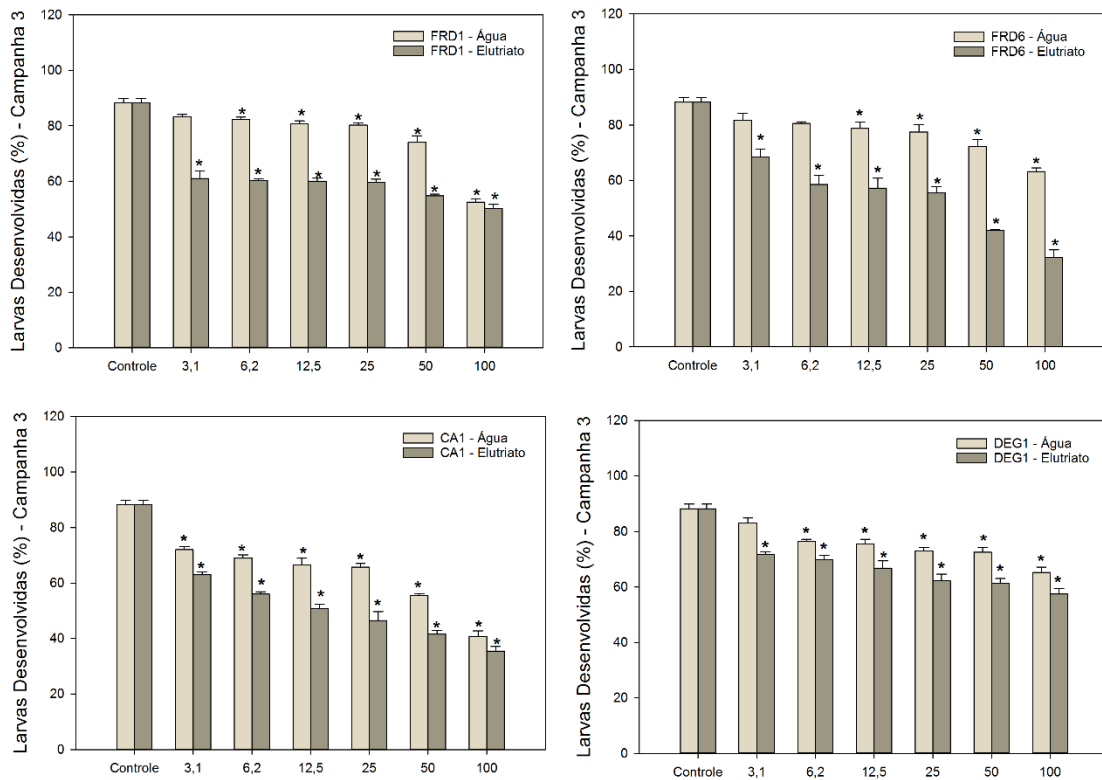 Larvas Desenvolvidas (%) - Campanha 3
120
100
80
60
40
20
0
FRD1 - Água
FRD1 - Elutriato
* * * * * *
* * * * * *
Controle 3,1 6,2 12,5 25 50 100
Larvas Desenvolvidas (%) - Campanha 3
120
100
80
60
40
20
0
FRD6 - Água
FRD6 - Elutriato
* * * *
* * * * * *
Controle 3,1 6,2 12,5 25 50 100
Larvas Desenvolvidas (%) - Campanha 3
120
100
80
60
40
20
0
CA1 - Água
CA1 - Elutriato
* * * * * *
* * * * * *
Controle 3,1 6,2 12,5 25 50 100
Larvas Desenvolvidas (%) - Campanha 3
120
100
80
60
40
20
0
DEG1 - Água
DEG1 - Elutriato
* * * * *
* * * * * *
Controle 3,1 6,2 12,5 25 50 100